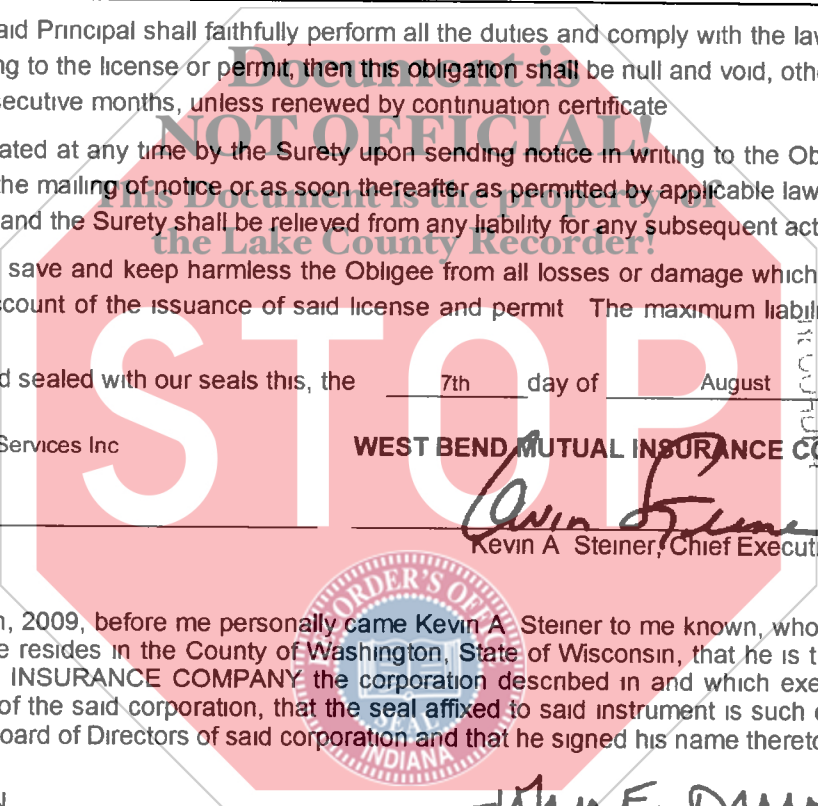 aid Principal shall faithfully perform all the duties and comply with the la
ng to the license or permit, then this obligation shall be null and void, oth
Document is
secutive months, unless renewed by continuation certificate
NOT OFFICIAL!
ated at any time by the Surety upon sending notice in writing to the Ob
the mailing of notice or as soon thereafter as permitted by applicable law
This Document is the property of
and the Surety shall be relieved from any liability for any subsequent act
the Lake County Recorder!
save and keep harmless the Obligee from all losses or damage which
ccount of the issuance of said license and permit The maximum liabili
STOP
d sealed with our seals this, the 7th day of August
Services Inc WEST BEND MUTUAL INSURANCE CO
Kevin Steiner
Kevin A Steiner, Chief Executi
RECORDER'S OFFICE
, 2009, before me personally came Kevin A Steiner to me known, who
e resides in the County of Washington, State of Wisconsin, that he is t
INSURANCE COMPANY the corporation described in and which exe
of the said corporation, that the seal affixed to said instrument is such
SEAL
oard of Directors of said corporation and that he signed his name theret
INDIANA